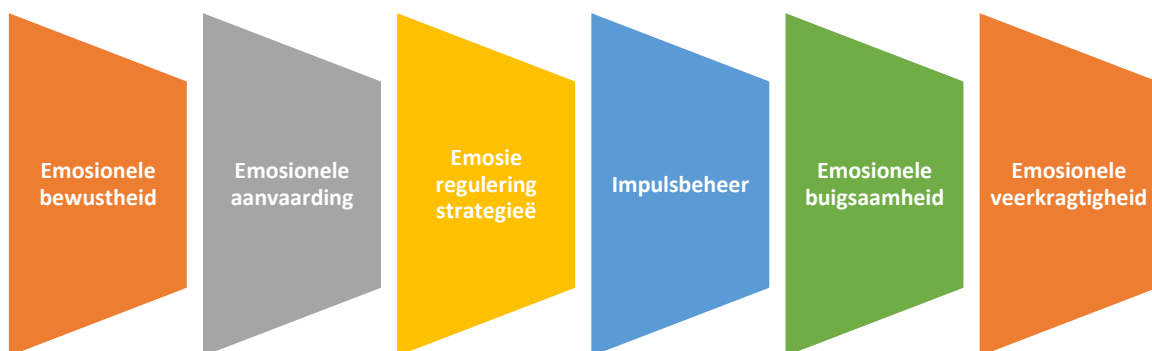 Emosionele
bewustheid
Emosionele
aanvaarding
Emosie
regulering
strategieë
Impulsbeheer
Emosionele
buigsaamheid
Emosionele
veerkragtigheid